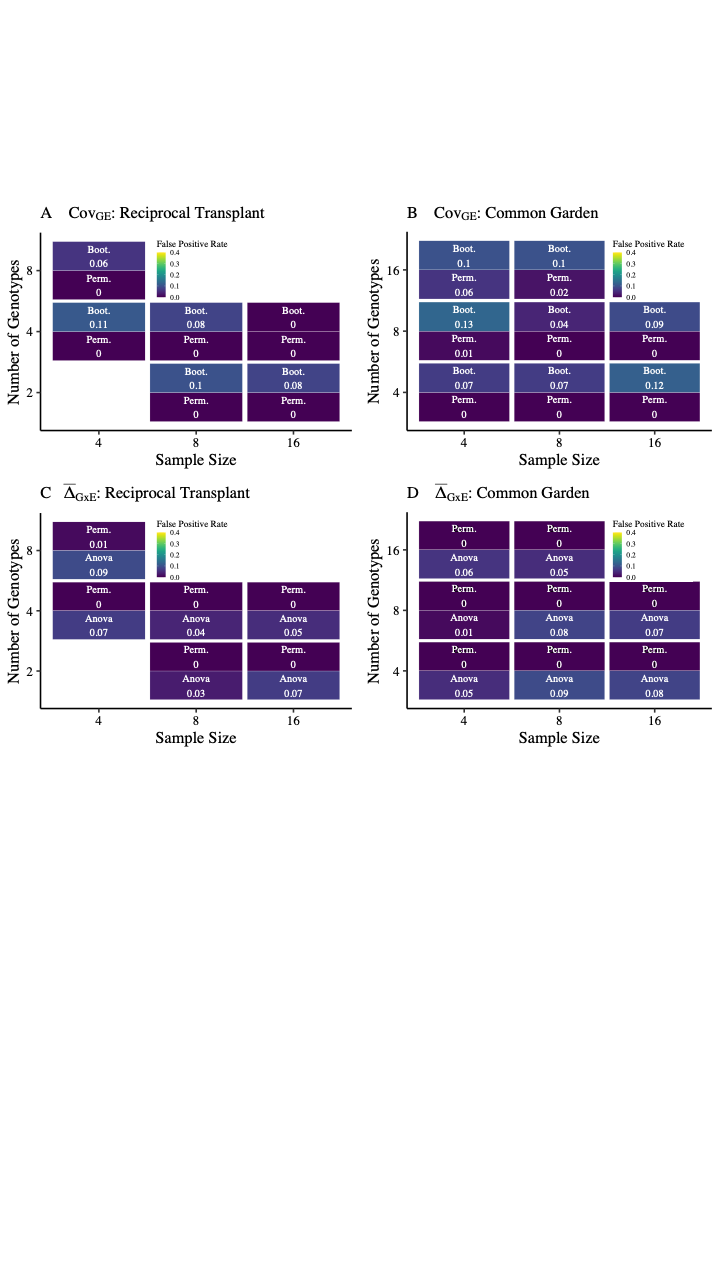 A CovGE: Reciprocal Transplant
Number of Genotypes
8
4
2
Boot.
0.06
Perm.
0
False Positive Rate
0.4
0.3
0.2
0.1
0.0
Boot.
0.11
Perm.
0
Boot.
0.08
Perm.
0
Boot.
0
Perm.
0
Boot.
0.1
Perm.
0
Boot.
0.08
Perm.
0
4 8 16
Sample Size
B CovGE: Common Garden
Number of Genotypes
16
8
4
Boot.
0.1
Perm.
0.06
Boot.
0.1
Perm.
0.02
False Positive Rate
0.4
0.3
0.2
0.1
0.0
Boot.
0.13
Perm.
0.01
Boot.
0.04
Perm.
0
Boot.
0.09
Perm.
0
Boot.
0.07
Perm.
0
Boot.
0.07
Perm.
0
Boot.
0.12
Perm.
0
4 8 16
Sample Size
C Δ̅GxE: Reciprocal Transplant
Number of Genotypes
8
4
2
Perm.
0.01
Anova
0.09
False Positive Rate
0.4
0.3
0.2
0.1
0.0
Perm.
0
Anova
0.07
Perm.
0
Anova
0.04
Perm.
0
Anova
0.05
Perm.
0
Anova
0.03
Perm.
0
Anova
0.07
4 8 16
Sample Size
D Δ̅GxE: Common Garden
Number of Genotypes
16
8
4
Perm.
0
Anova
0.06
Perm.
0
Anova
0.05
False Positive Rate
0.4
0.3
0.2
0.1
0.0
Perm.
0
Anova
0.01
Perm.
0
Anova
0.08
Perm.
0
Anova
0.07
Perm.
0
Anova
0.05
Perm.
0
Anova
0.09
Perm.
0
Anova
0.08
4 8 16
Sample Size